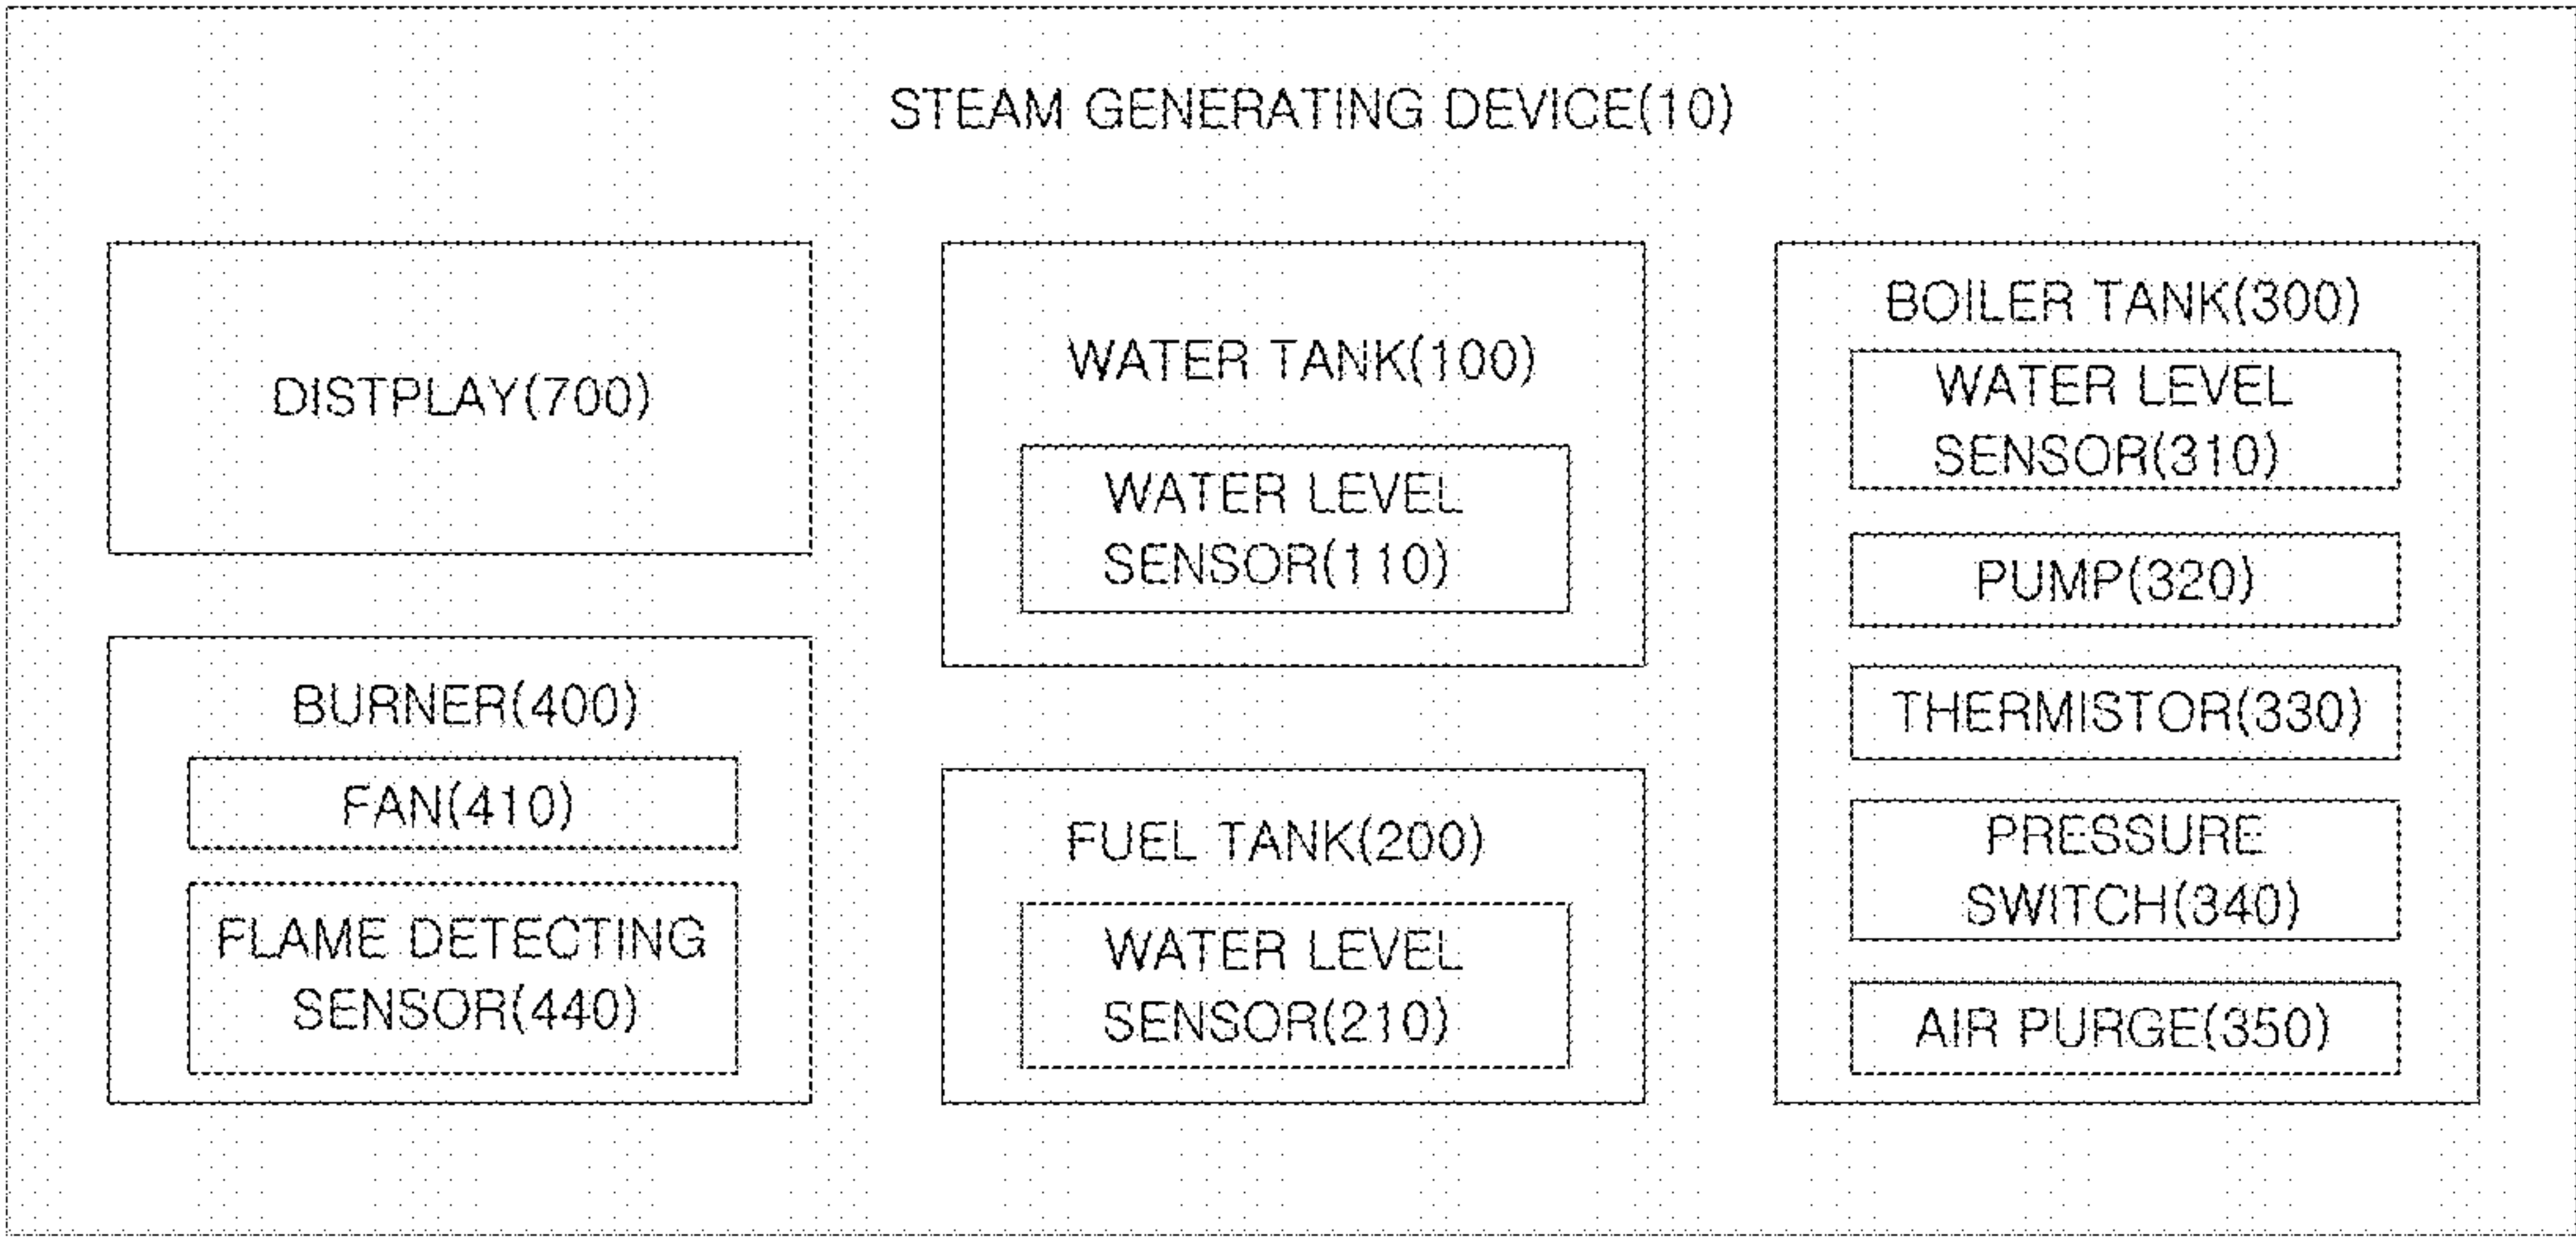 STEAM GENERATING DEVICE(10)
DISTPLAY(700)
BURNER(400)
FAN(410)
FLAME DETECTING
SENSOR(440)
WATER TANK(100)
WATER LEVEL
SENSOR(110)
FUEL TANK(200)
WATER LEVEL
SENSOR(210)
BOILER TANK(300)
WATER LEVEL
SENSOR(310)
PUMP(320)
THERMISTOR(330)
PRESSURE
SWITCH(340)
AIR PURGE(350)